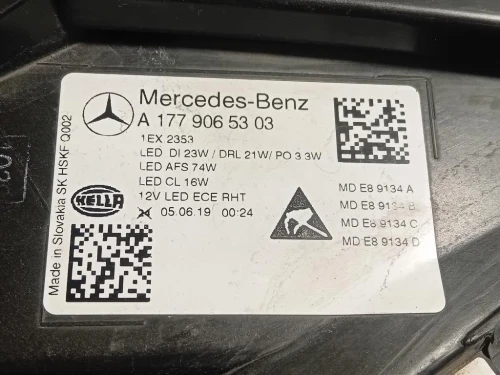 Mercedes-Benz
A 177 906 53 03
1EX 2353
LED DI 23W / DRL 21W/ PO 3.3W
LED AFS 74W
LED CL 16W
12V LED ECE RHT
05.06.19 00:24
HELLA
Made in Slovakia SK HSKF Q002
MD E8 9134 A
MD E8 9134 B
MD E8 9134 C
MD E8 9134 D